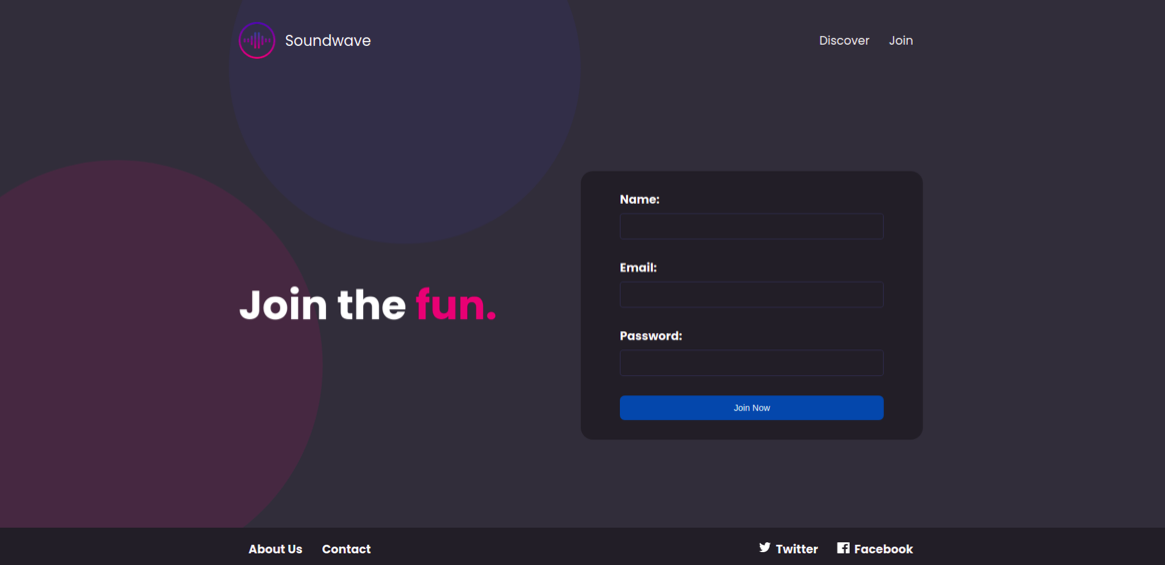 Soundwave
Discover Join
Name:
Email:
Join the fun.
Password:
Join Now
About Us Contact
Twitter Facebook